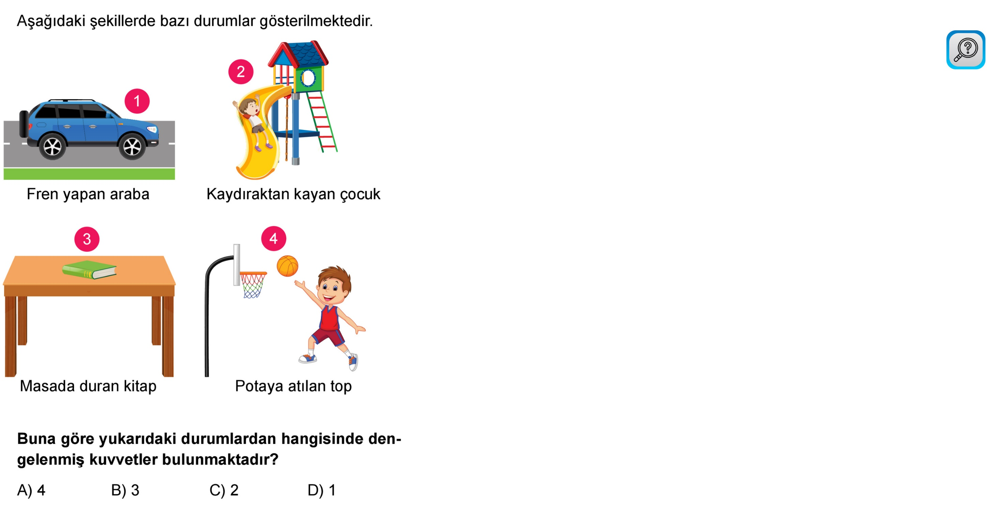 Aşağıdaki şekillerde bazı durumlar gösterilmektedir.
1
2
Fren yapan araba
Kaydıraktan kayan çocuk
3
4
Masada duran kitap
Potaya atılan top
Buna göre yukarıdaki durumlardan hangisinde den-
gelenmiş kuvvetler bulunmaktadır?
A) 4 B) 3 C) 2 D) 1
?